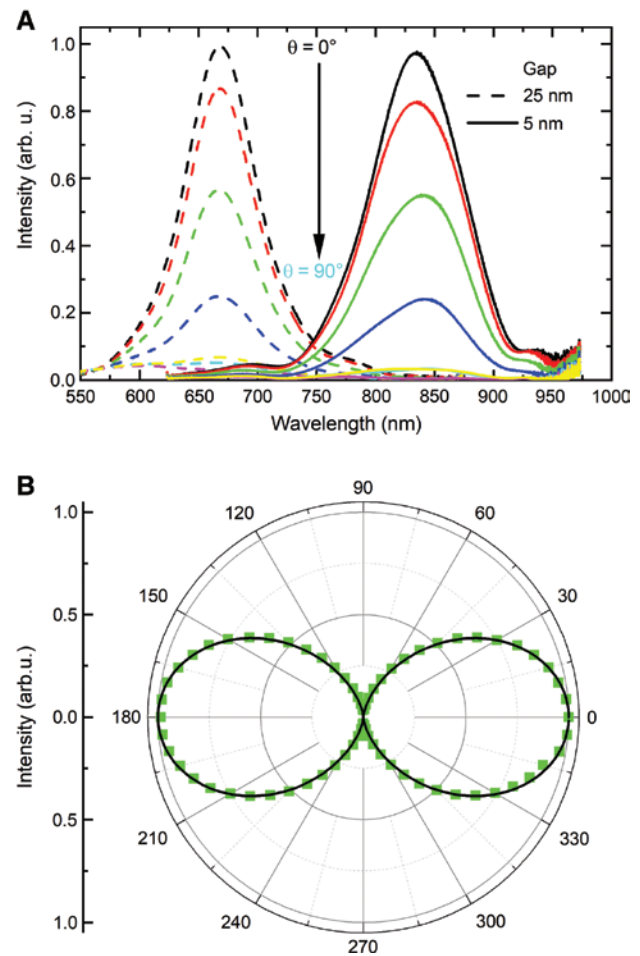 A
1.0
0.8
0.6
0.4
0.2
0.0
Intensity (arb. u.)
θ = 0°
θ = 90°
Gap
25 nm
5 nm
550 600 650 700 750 800 850 900 950 1000
Wavelength (nm)
B
1.0
0.5
0.0
0.5
1.0
Intensity (arb.u.)
90
120 60
150 30
180 0
210 330
240 300
270